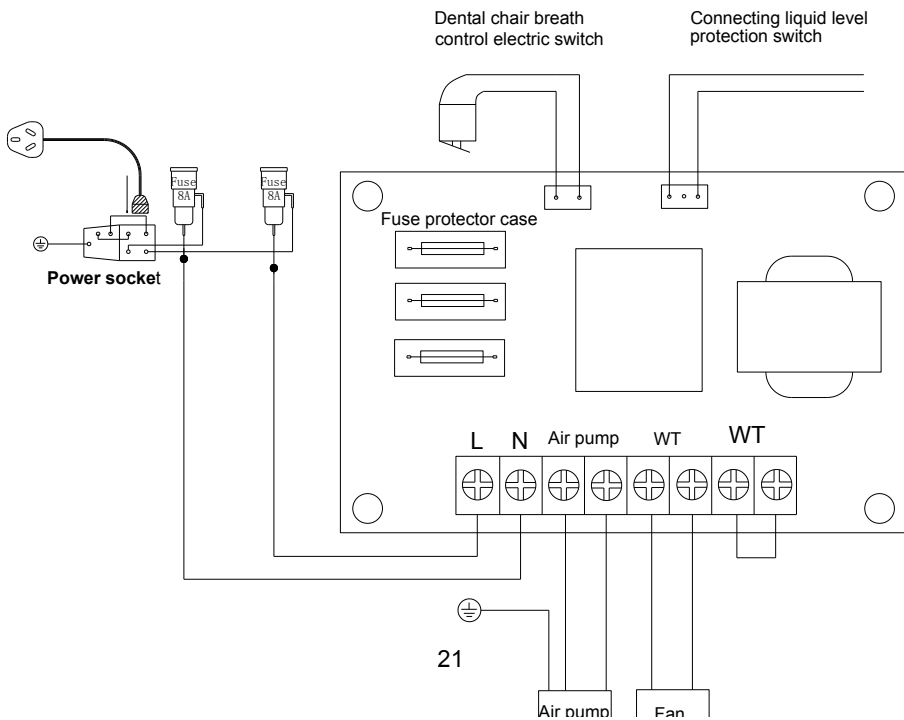 Dental chair breath
control electric switch
Connecting liquid level
protection switch
Fuse
8A
Fuse
8A
Fuse protector case
Power socket
L N Air pump WT WT
21
Air pump
Fan